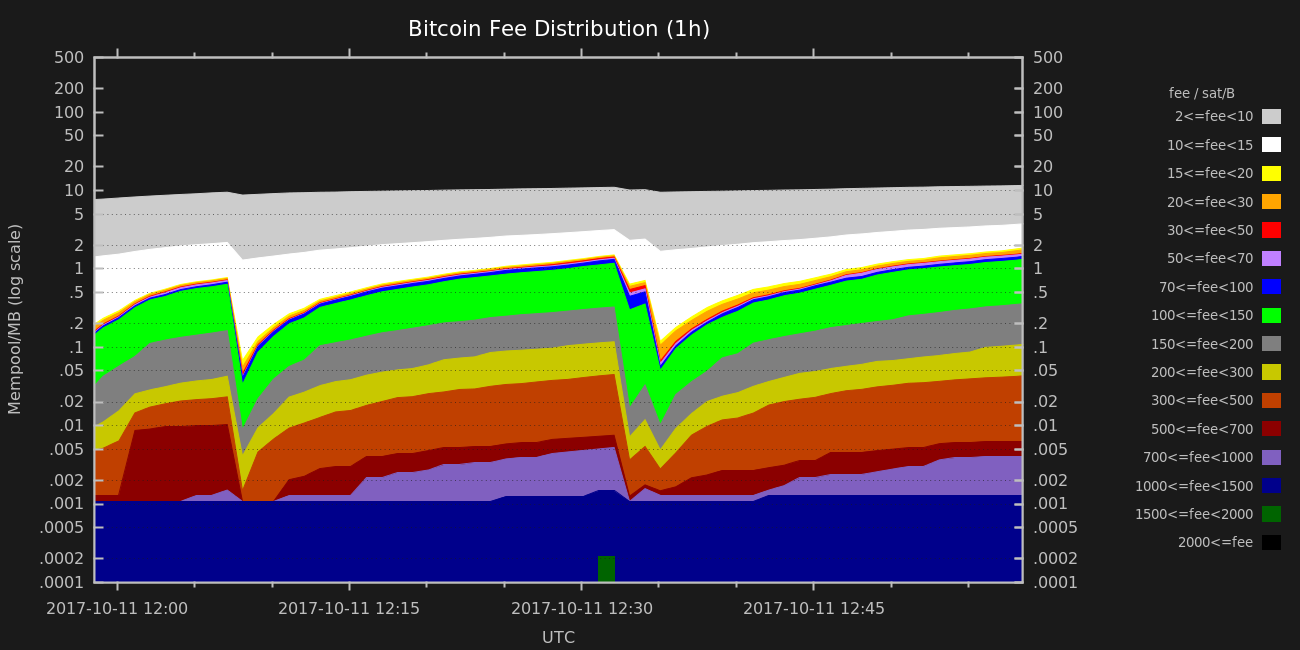 Bitcoin Fee Distribution (1h)
500 500
200 200
100 100
50 50
20 20
10 10
5 5
2 2
1 1
.5 .5
.2 .2
.1 .1
.05 .05
.02 .02
.01 .01
.005 .005
.002 .002
.001 .001
.0005 .0005
.0002 .0002
.0001 .0001
Mempool/MB (log scale)
2017-10-11 12:00 2017-10-11 12:15 2017-10-11 12:30 2017-10-11 12:45
UTC
fee / sat/B
2<=fee<10
10<=fee<15
15<=fee<20
20<=fee<30
30<=fee<50
50<=fee<70
70<=fee<100
100<=fee<150
150<=fee<200
200<=fee<300
300<=fee<500
500<=fee<700
700<=fee<1000
1000<=fee<1500
1500<=fee<2000
2000<=fee